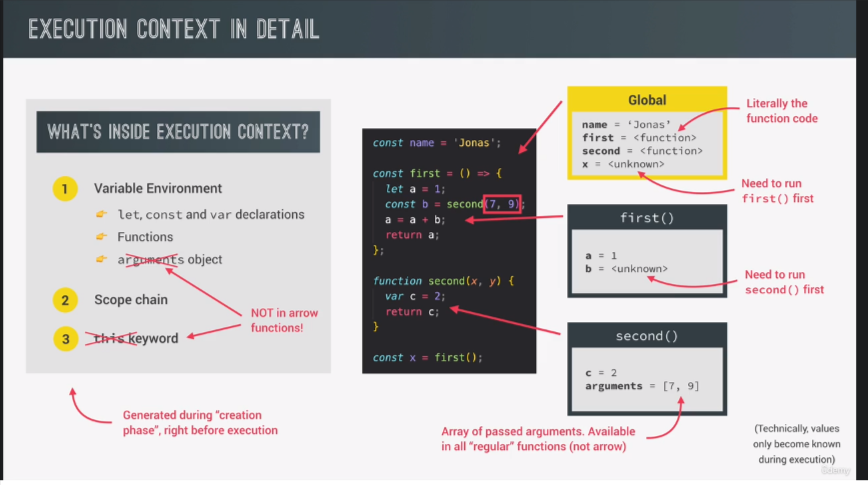 EXECUTION CONTEXT IN DETAIL
WHAT'S INSIDE EXECUTION CONTEXT?
1 Variable Environment
let, const and var declarations
Functions
arguments object
2 Scope chain
3 this keyword
NOT in arrow
functions!
Generated during “creation
phase”, right before execution
const name = 'Jonas';
const first = () => {
let a = 1;
const b = second(7, 9);
a = a + b;
return a;
};
function second(x, y) {
var c = 2;
return c;
}
const x = first();
Global
name = ‘Jonas’
first = <function>
second = <function>
x = <unknown>
Literally the
function code
Need to run
first() first
first()
a = 1
b = <unknown>
Need to run
second() first
second()
c = 2
arguments = [7, 9]
Array of passed arguments. Available
in all “regular” functions (not arrow)
(Technically, values
only become known
during execution)
Udemy